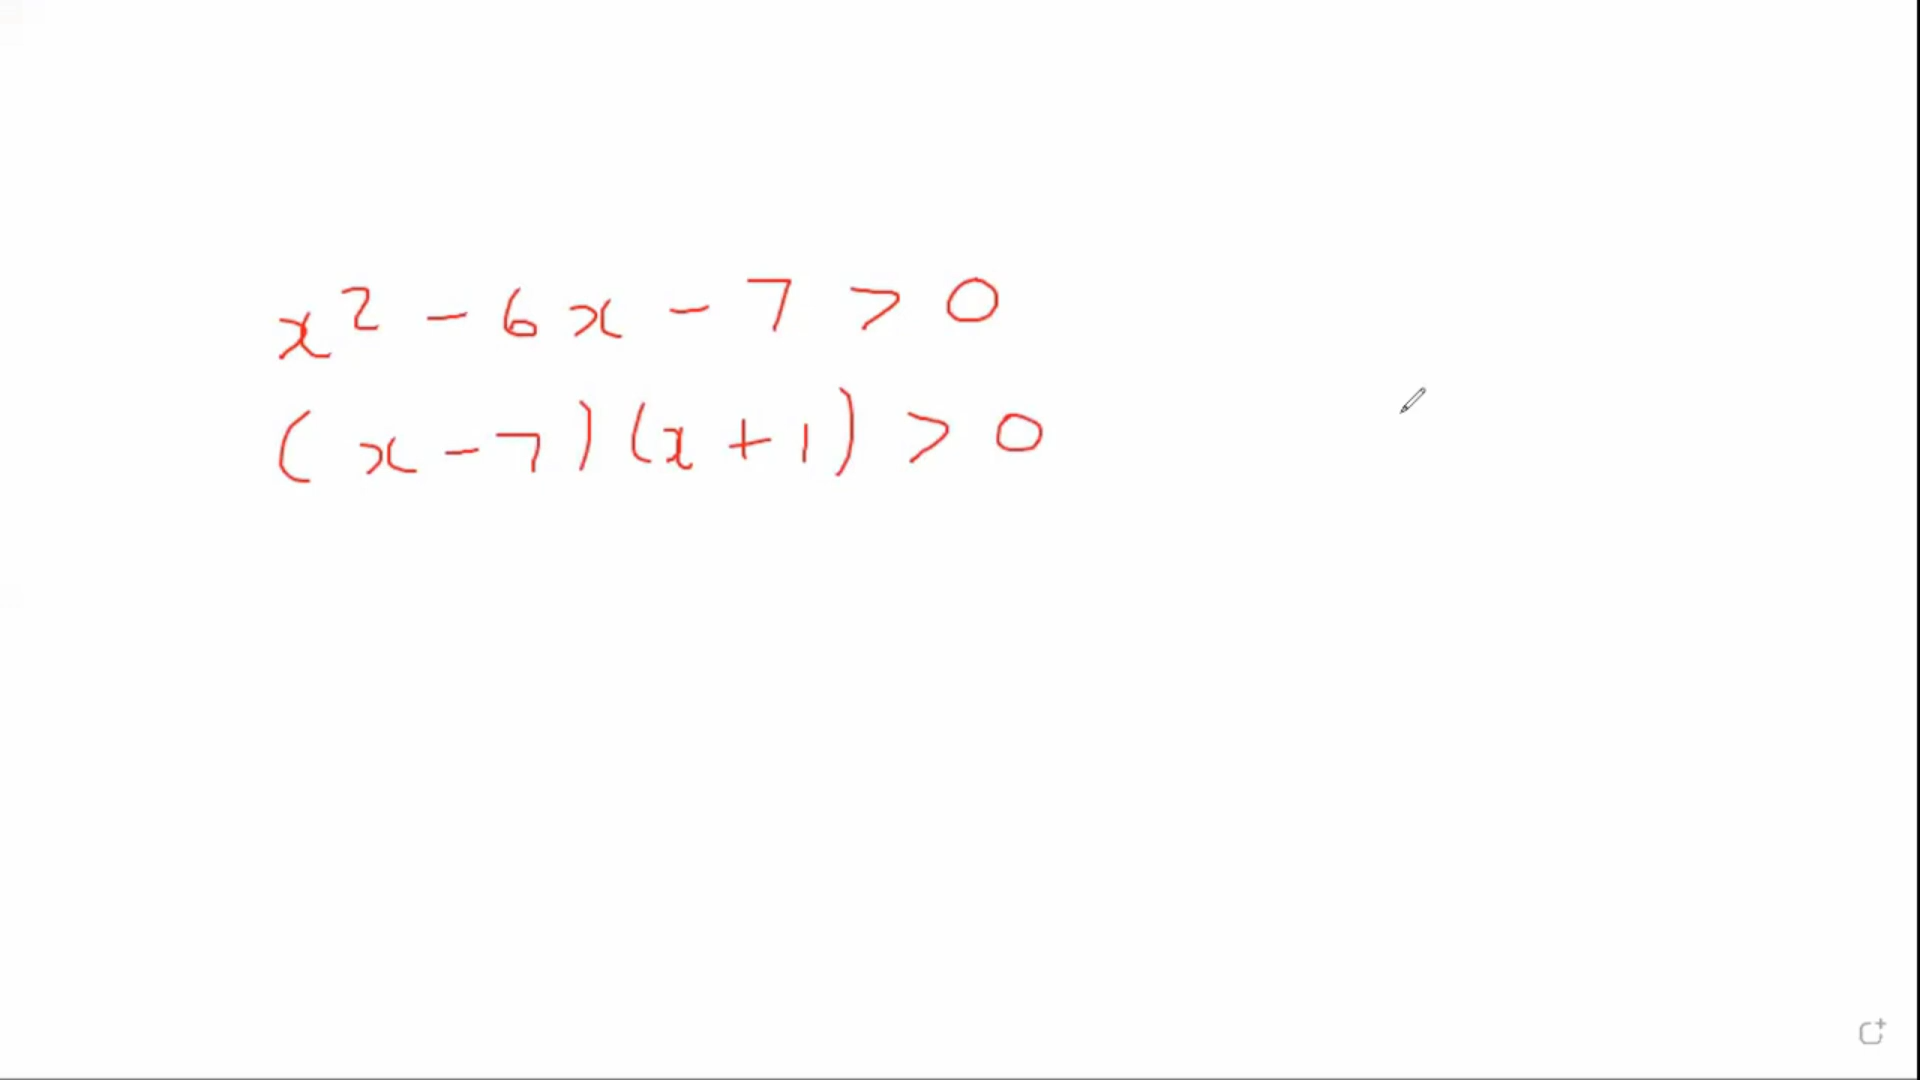 x² - 6x - 7 > 0
(x - 7)(x + 1) > 0